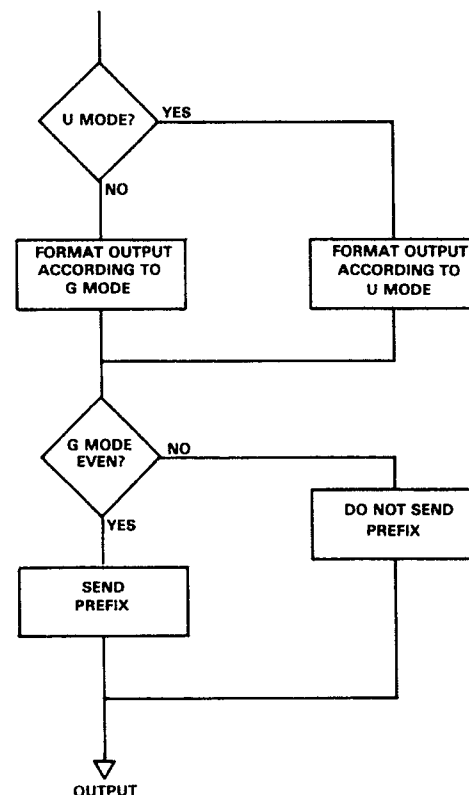 U MODE?
YES
NO
FORMAT OUTPUT
ACCORDING TO
G MODE
FORMAT OUTPUT
ACCORDING TO
U MODE
G MODE
EVEN?
NO
YES
DO NOT SEND
PREFIX
SEND
PREFIX
OUTPUT